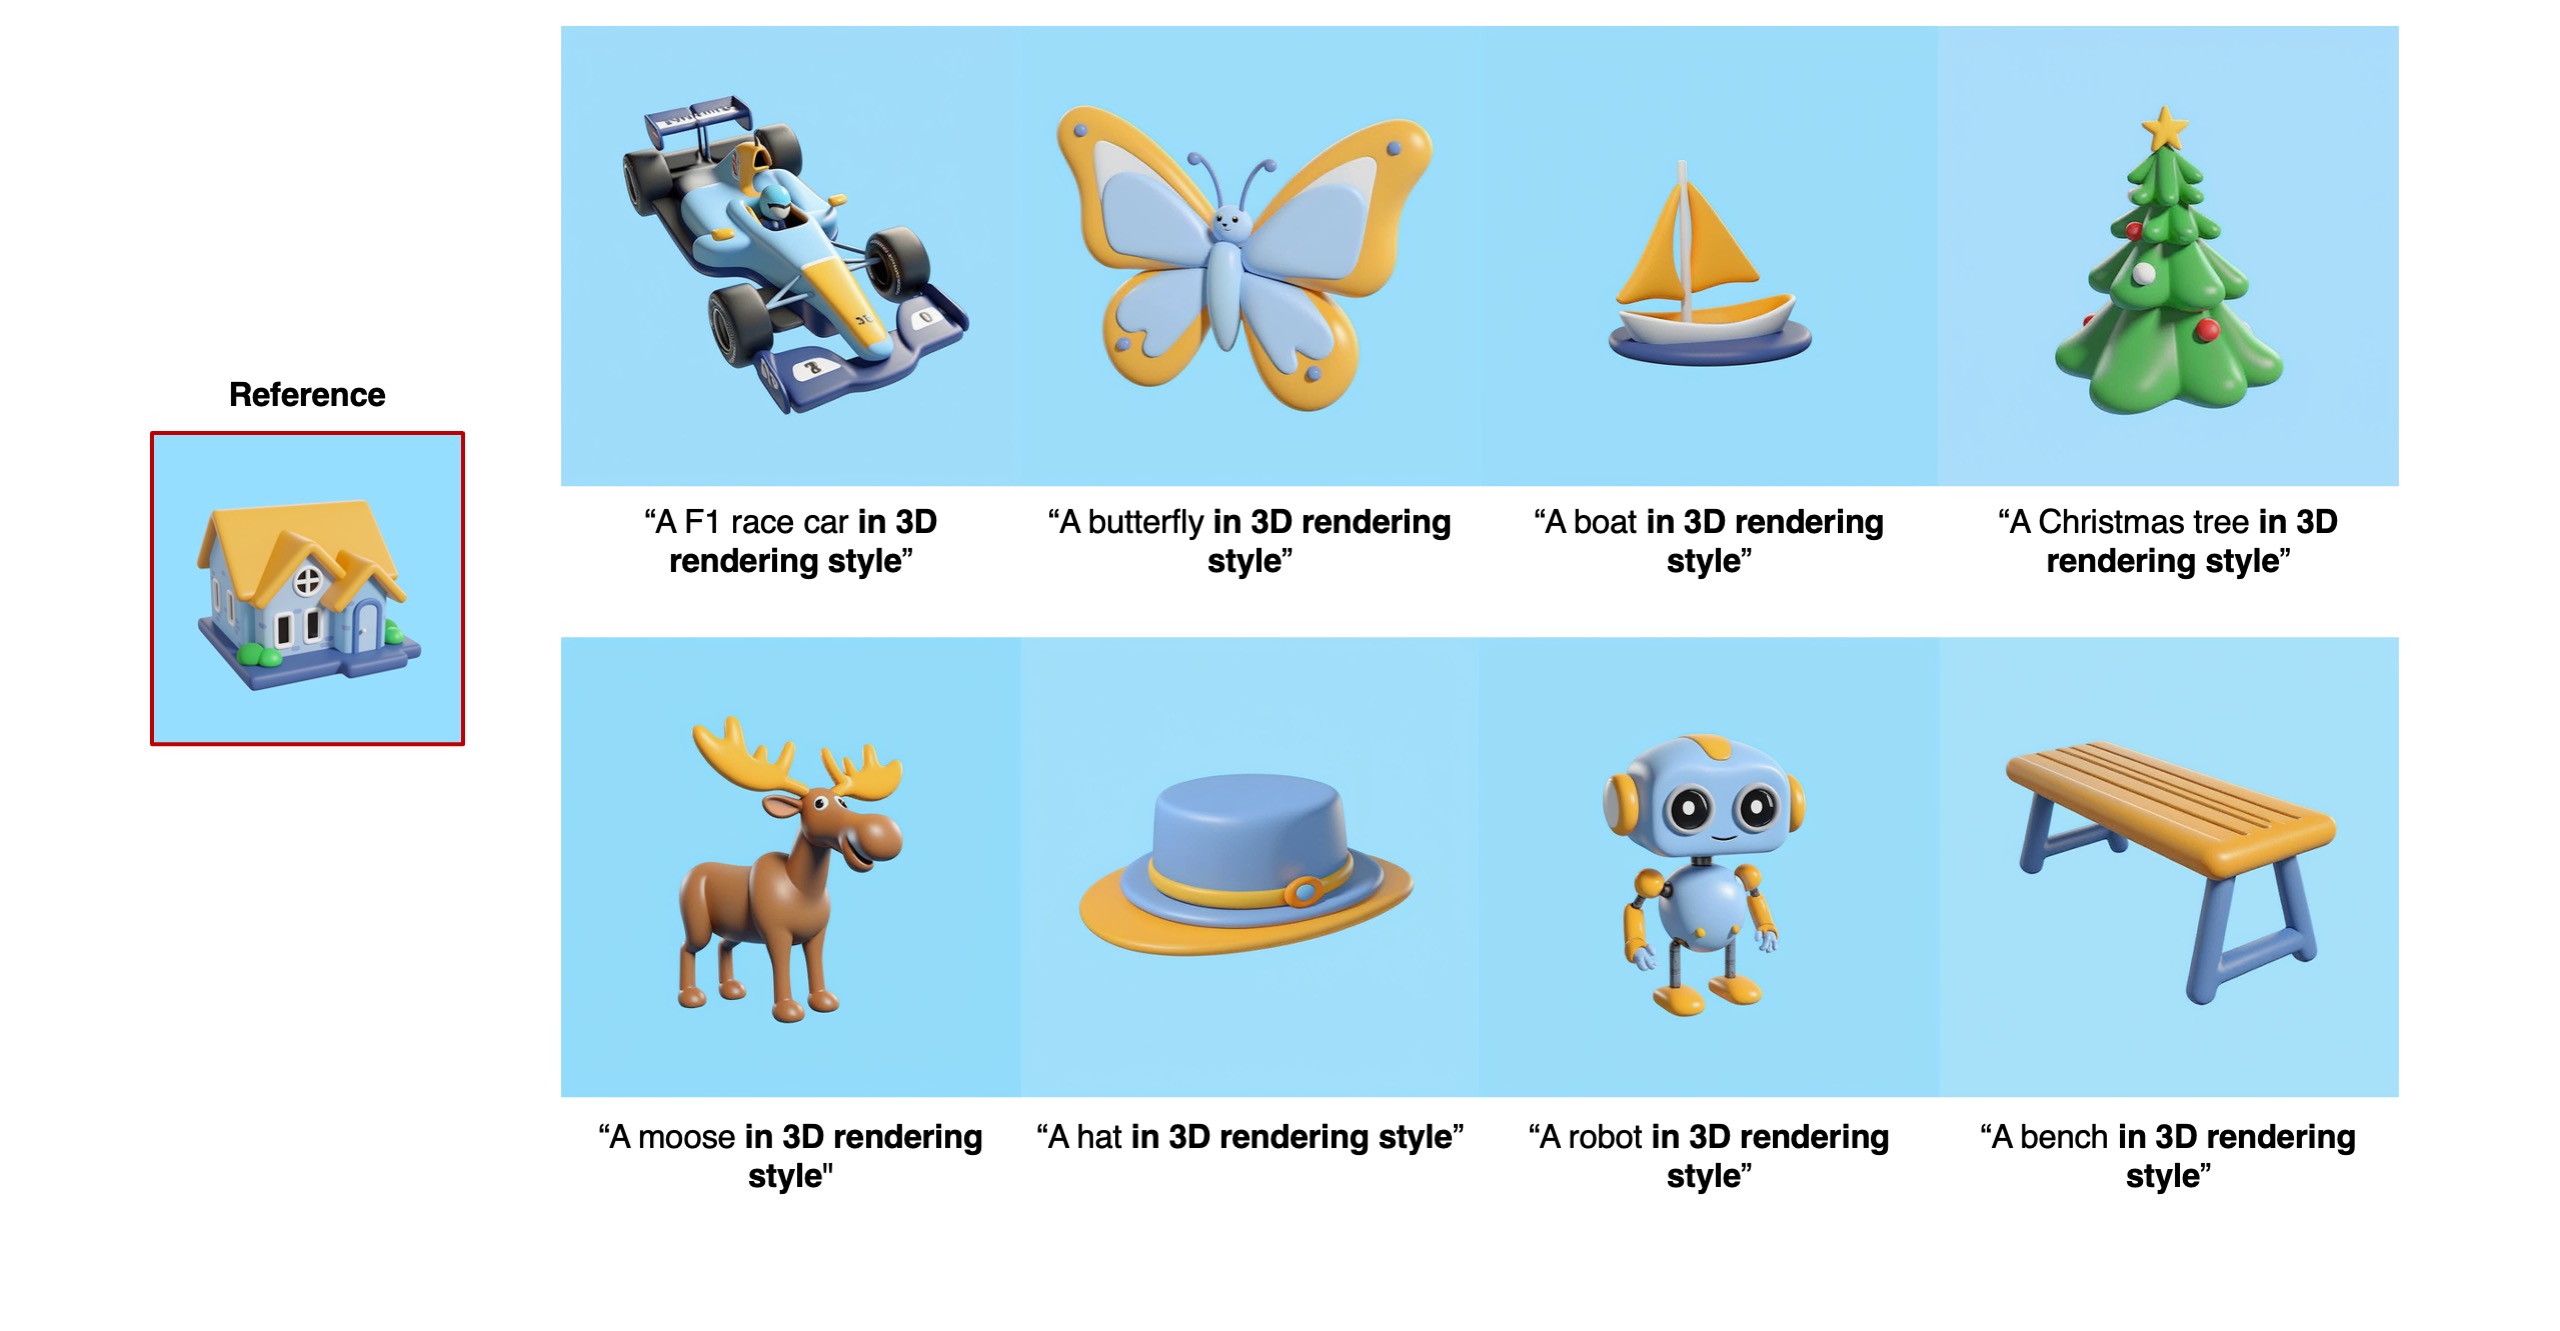 Reference
“A F1 race car in 3D
rendering style”
“A butterfly in 3D rendering
style”
“A boat in 3D rendering
style”
“A Christmas tree in 3D
rendering style”
“A moose in 3D rendering
style"
“A hat in 3D rendering style”
“A robot in 3D rendering
style”
“A bench in 3D rendering
style”